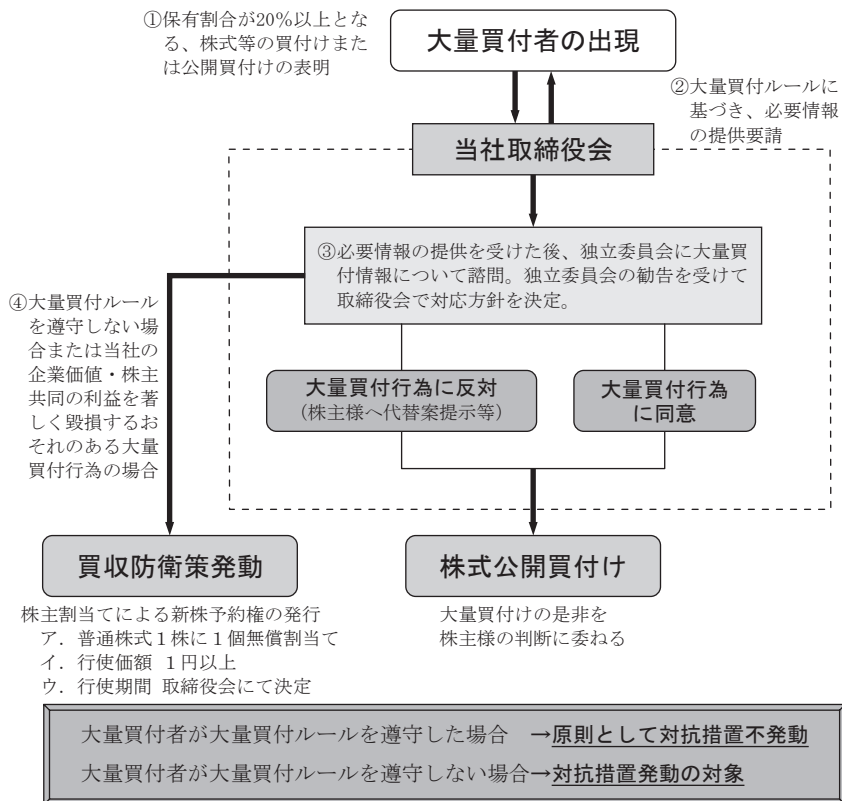 ①保有割合が20%以上とな
る、株式等の買付けまた
は公開買付けの表明
大量買付者の出現
②大量買付ルールに
基づき、必要情報
の提供要請
当社取締役会
③必要情報の提供を受けた後、独立委員会に大量買
付情報について諮問。独立委員会の勧告を受けて
取締役会で対応方針を決定。
④大量買付ルール
を遵守しない場
合または当社の
企業価値・株主
共同の利益を著
しく毀損するお
それのある大量
買付行為の場合
大量買付行為に反対
(株主様へ代替案提示等)
大量買付行為
に同意
買収防衛策発動
株主割当てによる新株予約権の発行
ア．普通株式1株に1個無償割当て
イ．行使価額 1円以上
ウ．行使期間 取締役会にて決定
株式公開買付け
大量買付けの是非を
株主様の判断に委ねる
大量買付者が大量買付ルールを遵守した場合 →原則として対抗措置不発動
大量買付者が大量買付ルールを遵守しない場合→対抗措置発動の対象